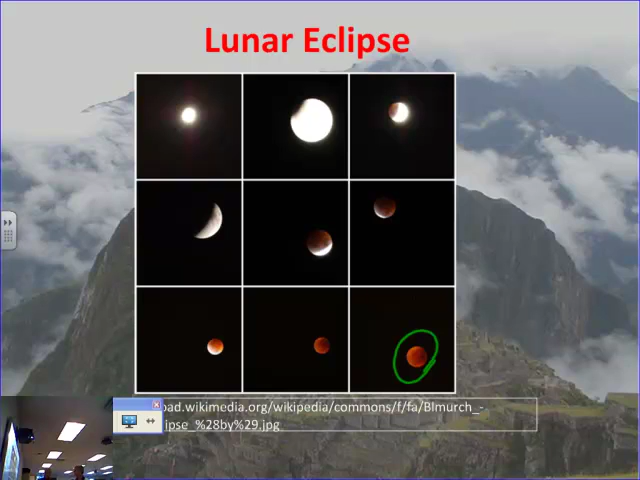 Lunar Eclipse
oad.wikimedia.org/wikipedia/commons/f/fa/Blmurch_-
ipse_%28by%29.jpg